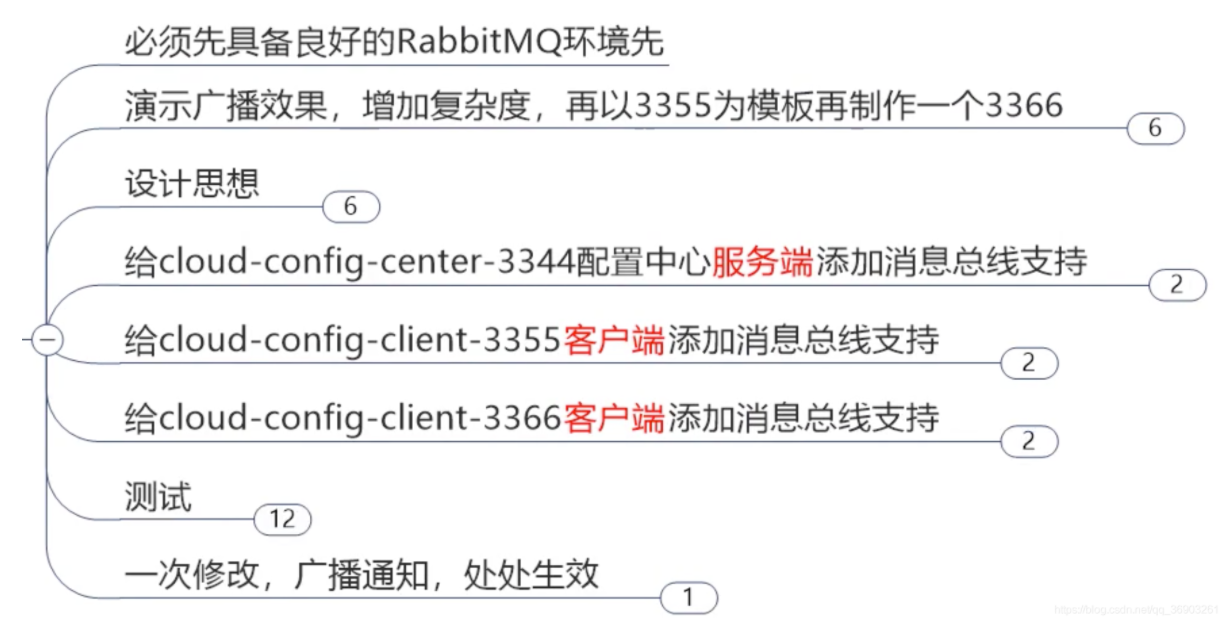 必须先具备良好的RabbitMQ环境先
演示广播效果，增加复杂度，再以3355为模板再制作一个3366
6
设计思想
6
给cloud-config-center-3344配置中心服务端添加消息总线支持
2
给cloud-config-client-3355客户端添加消息总线支持
2
给cloud-config-client-3366客户端添加消息总线支持
2
测试
12
一次修改，广播通知，处处生效
1
https://blog.csdn.net/qq_36903261